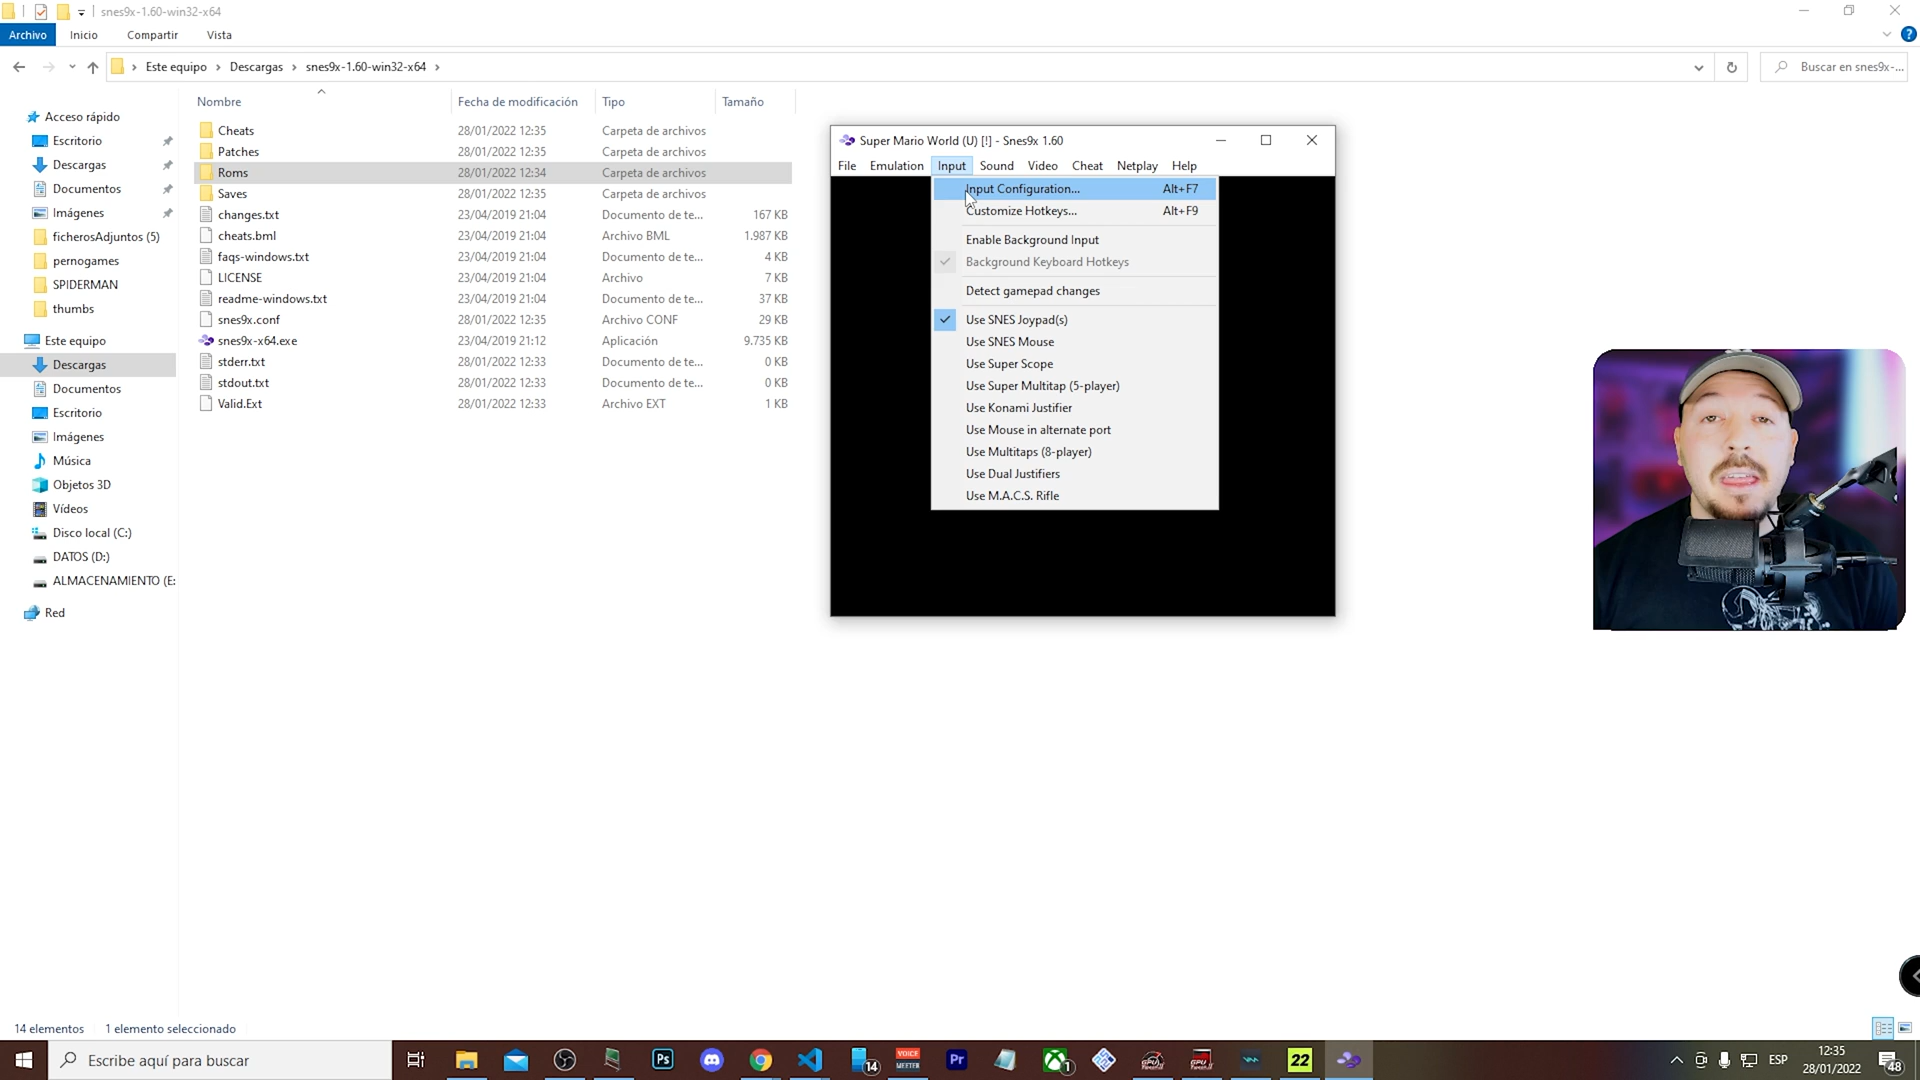 snes9x-1.60-win32-x64
Archivo Inicio Compartir Vista
Este equipo Descargas snes9x-1.60-win32-x64
Buscar en snes9x-...
Nombre Fecha de modificación Tipo Tamaño
Acceso rápido
Escritorio
Descargas
Documentos
Imágenes
ficherosAdjuntos (5)
pernogames
SPIDERMAN
thumbs
Este equipo
Descargas
Documentos
Escritorio
Imágenes
Música
Objetos 3D
Vídeos
Disco local (C:)
DATOS (D:)
ALMACENAMIENTO (E:
Red
Cheats 28/01/2022 12:35 Carpeta de archivos
Patches 28/01/2022 12:35 Carpeta de archivos
Roms 28/01/2022 12:34 Carpeta de archivos
Saves 28/01/2022 12:35 Carpeta de archivos
changes.txt 23/04/2019 21:04 Documento de te... 167 KB
cheats.bml 23/04/2019 21:04 Archivo BML 1.987 KB
faqs-windows.txt 23/04/2019 21:04 Documento de te... 4 KB
LICENSE 23/04/2019 21:04 Archivo 7 KB
readme-windows.txt 23/04/2019 21:04 Documento de te... 37 KB
snes9x.conf 28/01/2022 12:35 Archivo CONF 29 KB
snes9x-x64.exe 23/04/2019 21:12 Aplicación 9.735 KB
stderr.txt 28/01/2022 12:33 Documento de te... 0 KB
stdout.txt 28/01/2022 12:33 Documento de te... 0 KB
Valid.Ext 28/01/2022 12:33 Archivo EXT 1 KB
Super Mario World (U) [!] - Snes9x 1.60
File Emulation Input Sound Video Cheat Netplay Help
Input Configuration... Alt+F7
Customize Hotkeys... Alt+F9
Enable Background Input
Background Keyboard Hotkeys
Detect gamepad changes
Use SNES Joypad(s)
Use SNES Mouse
Use Super Scope
Use Super Multitap (5-player)
Use Konami Justifier
Use Mouse in alternate port
Use Multitaps (8-player)
Use Dual Justifiers
Use M.A.C.S. Rifle
14 elementos 1 elemento seleccionado
Escribe aquí para buscar
Ps
14
VOICE
MEETER
Pr
1
22
ESP
12:35
28/01/2022
48